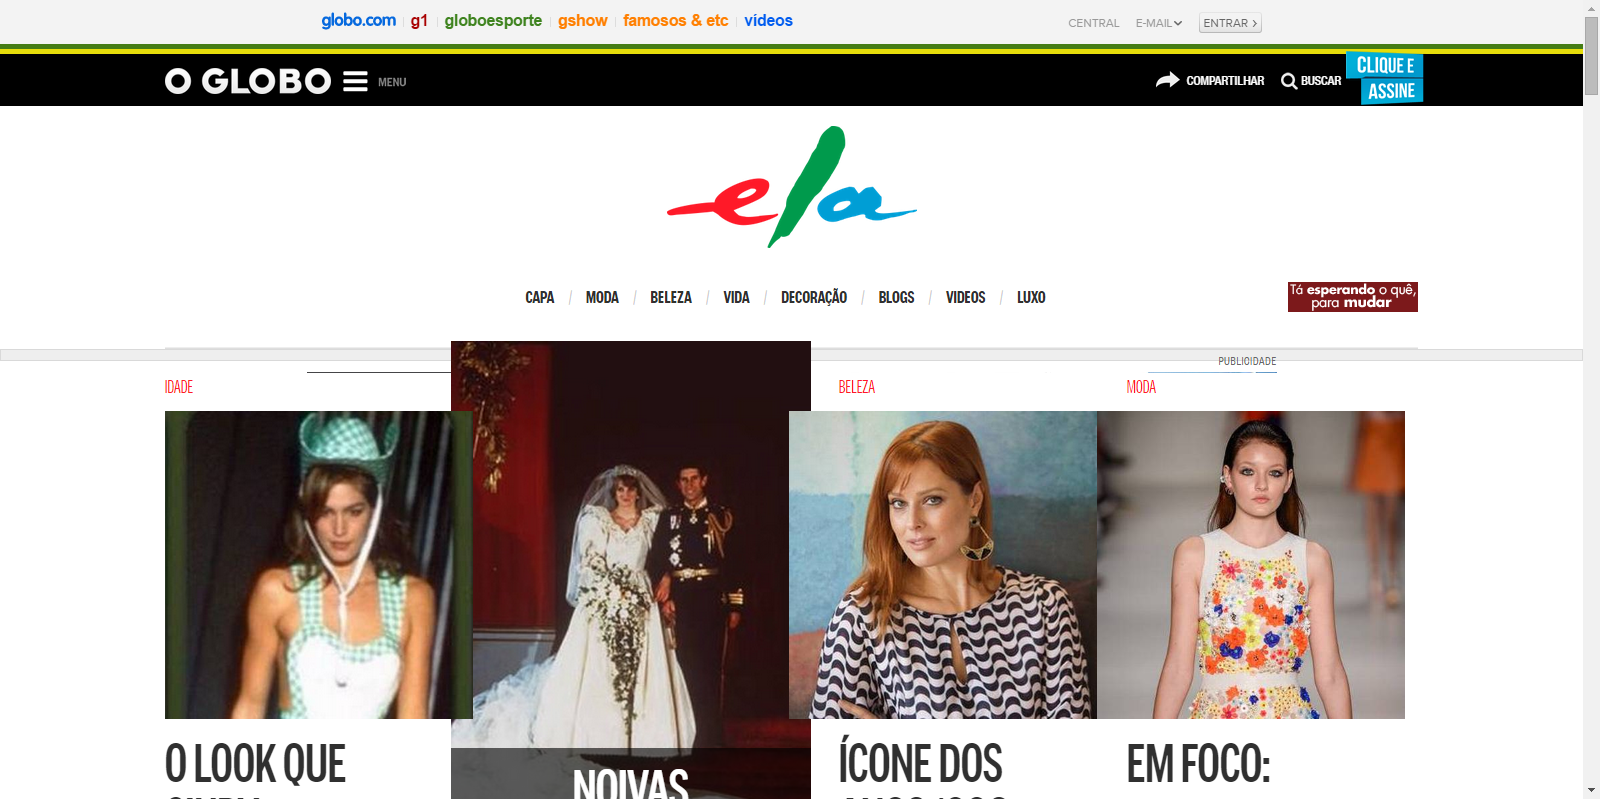 globo.com g1 globoesporte gshow famosos & etc vídeos
CENTRAL E-MAIL ENTRAR
O GLOBO MENU
COMPARTILHAR BUSCAR
CLIQUE E
ASSINE
ela
CAPA / MODA / BELEZA / VIDA / DECORAÇÃO / BLOGS / VIDEOS / LUXO
Tá esperando o quê,
para mudar
PUBLICIDADE
IDADE
O LOOK QUE
NOIVAS
BELEZA
ÍCONE DOS
MODA
EM FOCO: